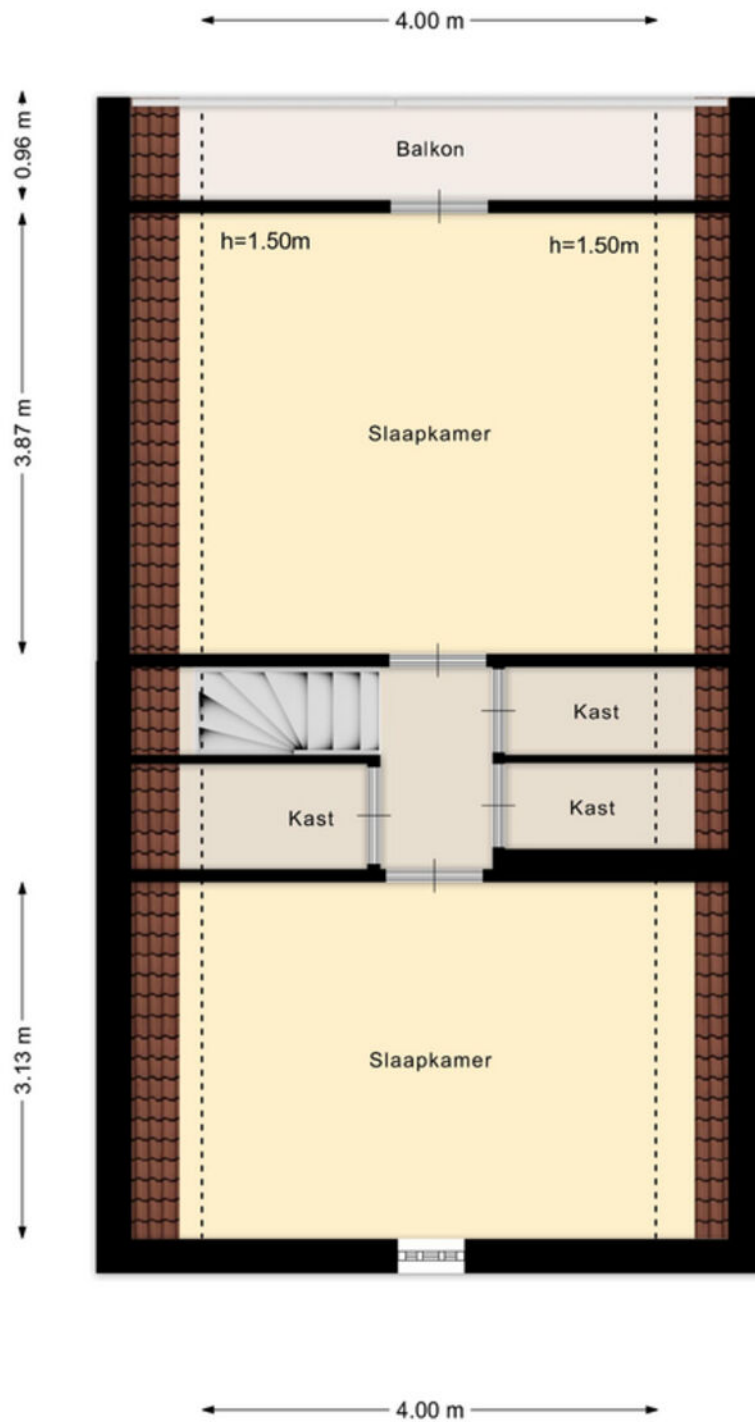 4.00 m
0.96 m
Balkon
h=1.50m
h=1.50m
3.87 m
Slaapkamer
Kast
Kast
Kast
3.13 m
Slaapkamer
4.00 m